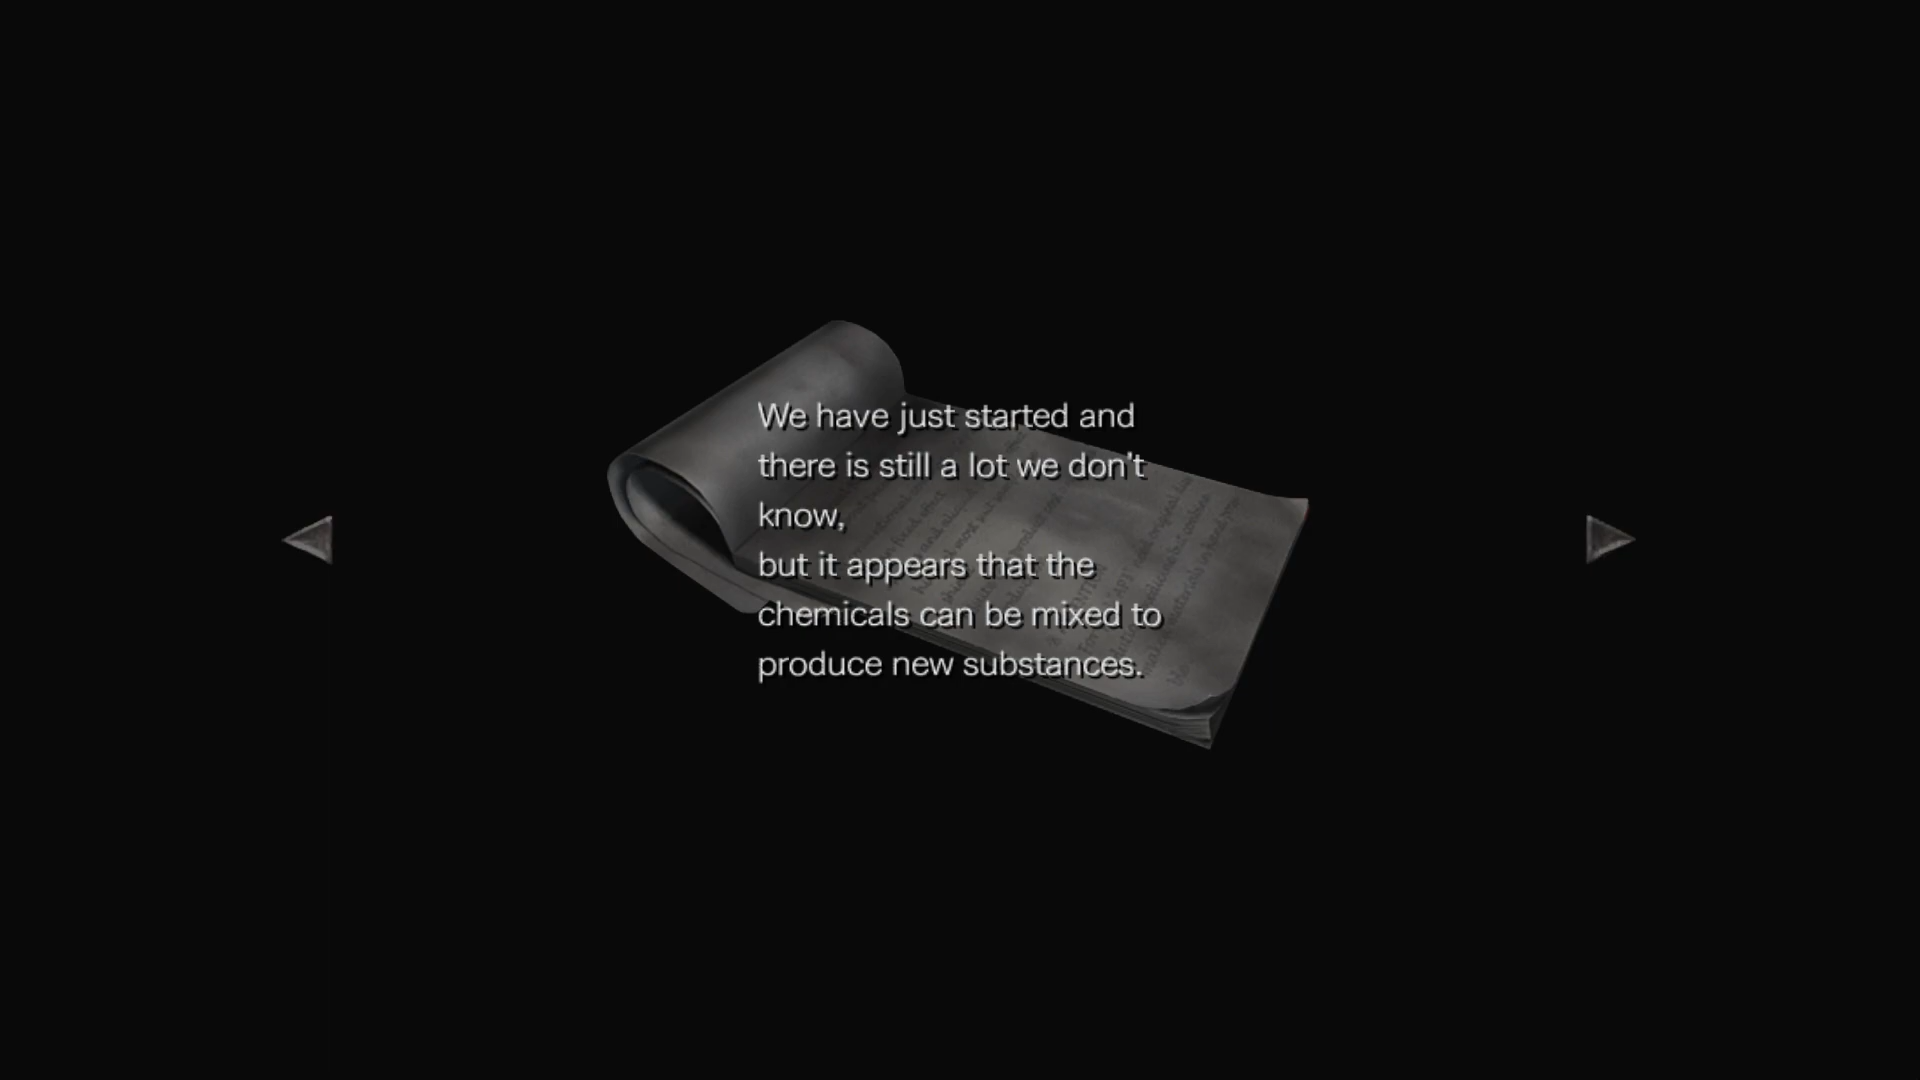 We have just started and
there is still a lot we don't
know,
but it appears that the
chemicals can be mixed to
produce new substances.